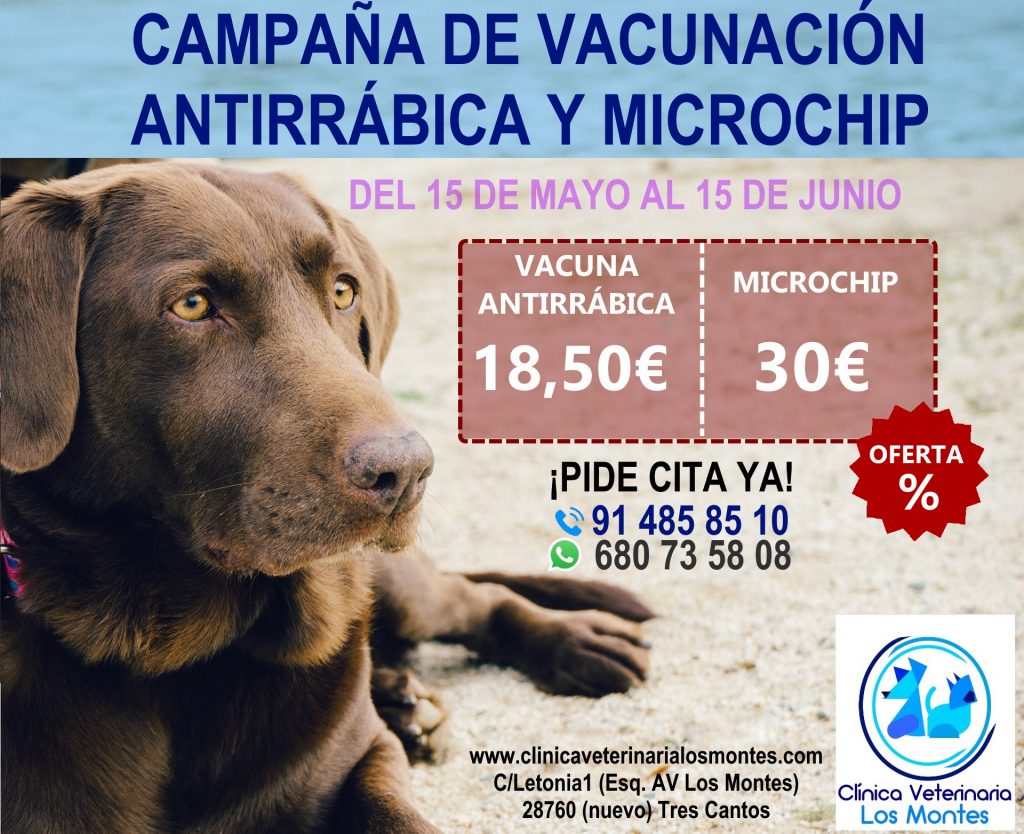 CAMPAÑA DE VACUNACIÓN
ANTIRRÁBICA Y MICROCHIP
DEL 15 DE MAYO AL 15 DE JUNIO
VACUNA
ANTIRRÁBICA
18,50€
MICROCHIP
30€
OFERTA
%
¡PIDE CITA YA!
91 485 85 10
680 73 58 08
www.clinicaveterinarialosmontes.com
C/Letonia1 (Esq. AV Los Montes)
28760 (nuevo) Tres Cantos
Clínica Veterinaria
Los Montes